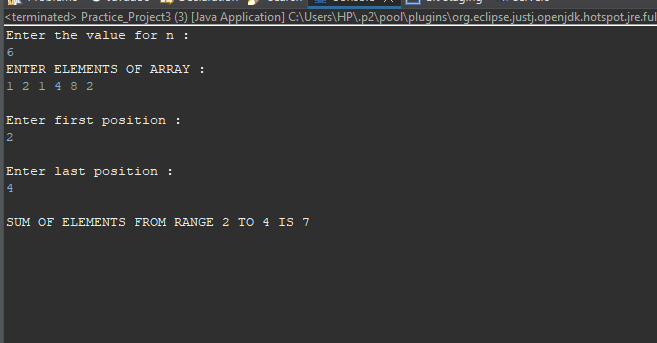 Console
<terminated> Practice_Project3 (3) [Java Application] C:\Users\HP\.p2\pool\plugins\org.eclipse.justj.openjdk.hotspot.jre.ful
Enter the value for n :
6
ENTER ELEMENTS OF ARRAY :
1 2 1 4 8 2
Enter first position :
2
Enter last position :
4
SUM OF ELEMENTS FROM RANGE 2 TO 4 IS 7